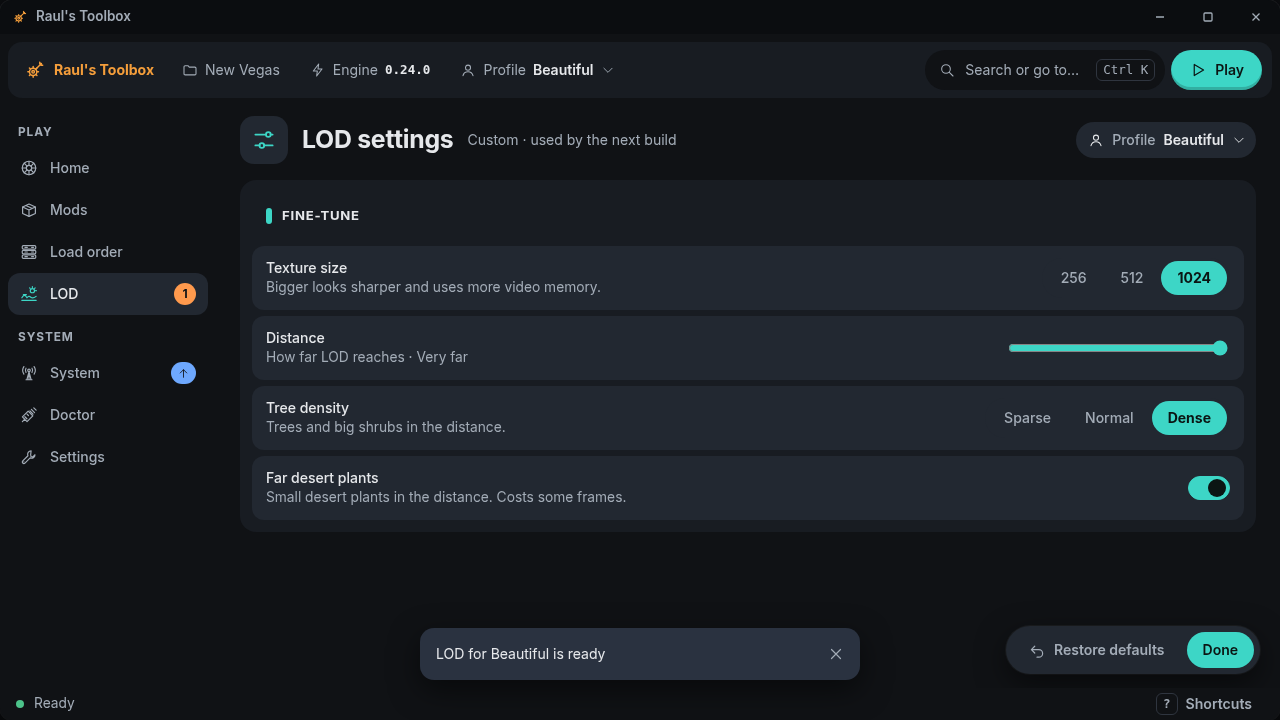 Raul's Toolbox
Raul's Toolbox
New Vegas
Engine 0.24.0
Profile Beautiful
Search or go to...
Ctrl K
Play
PLAY
Home
Mods
Load order
LOD
1
SYSTEM
System
Doctor
Settings
LOD settings
Custom · used by the next build
Profile Beautiful
FINE-TUNE
Texture size
Bigger looks sharper and uses more video memory.
256
512
1024
Distance
How far LOD reaches · Very far
Tree density
Trees and big shrubs in the distance.
Sparse
Normal
Dense
Far desert plants
Small desert plants in the distance. Costs some frames.
LOD for Beautiful is ready
Restore defaults
Done
Ready
? Shortcuts